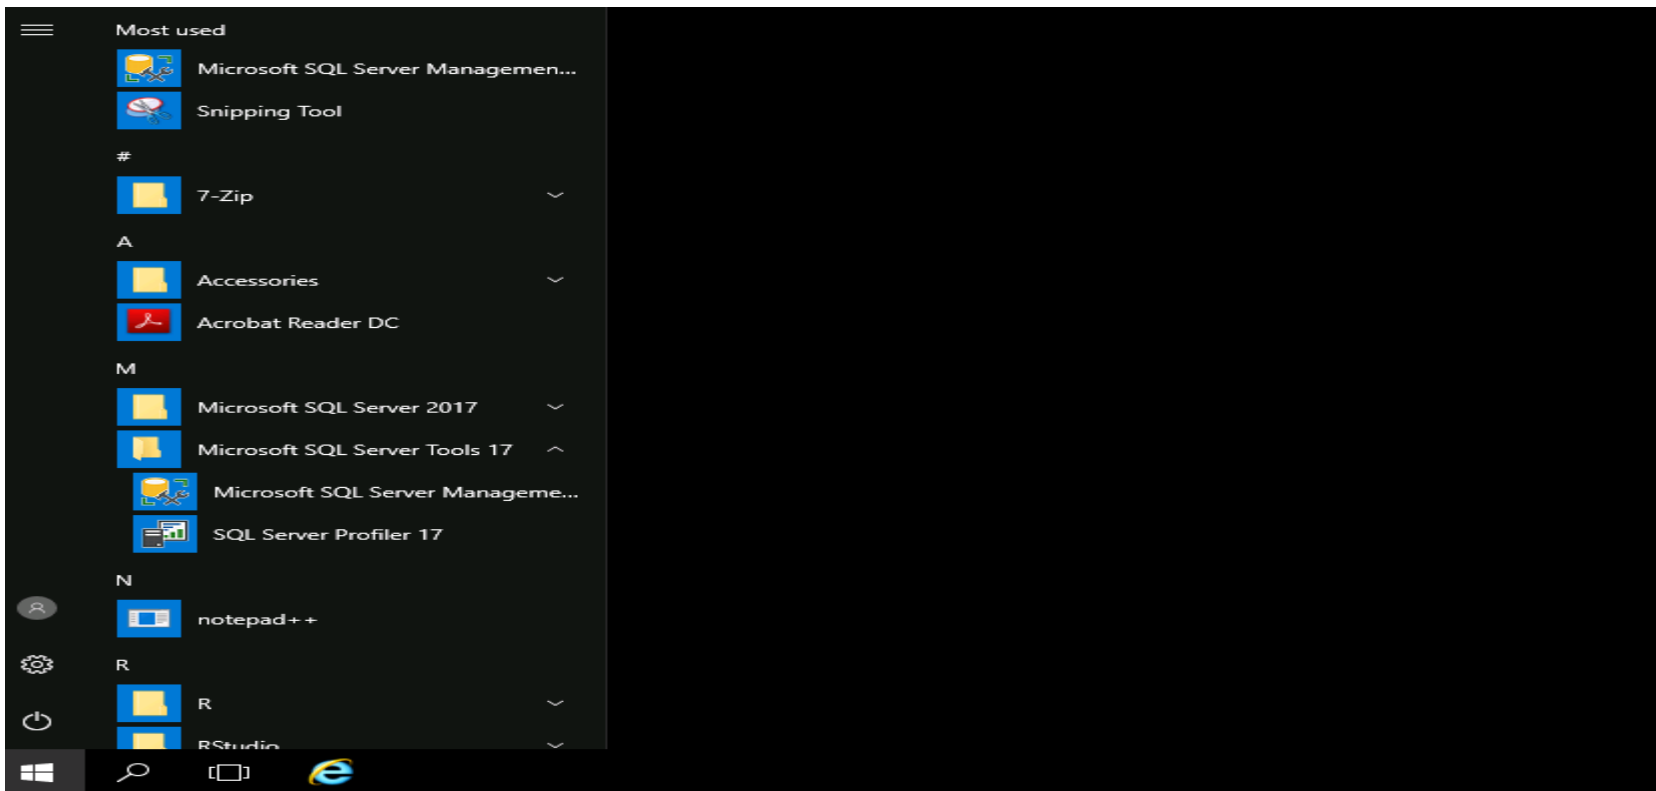 Most used
Microsoft SQL Server Managemen...
Snipping Tool
#
7-Zip
A
Accessories
Acrobat Reader DC
M
Microsoft SQL Server 2017
Microsoft SQL Server Tools 17
Microsoft SQL Server Manageme...
SQL Server Profiler 17
N
notepad++
R
R
RStudio